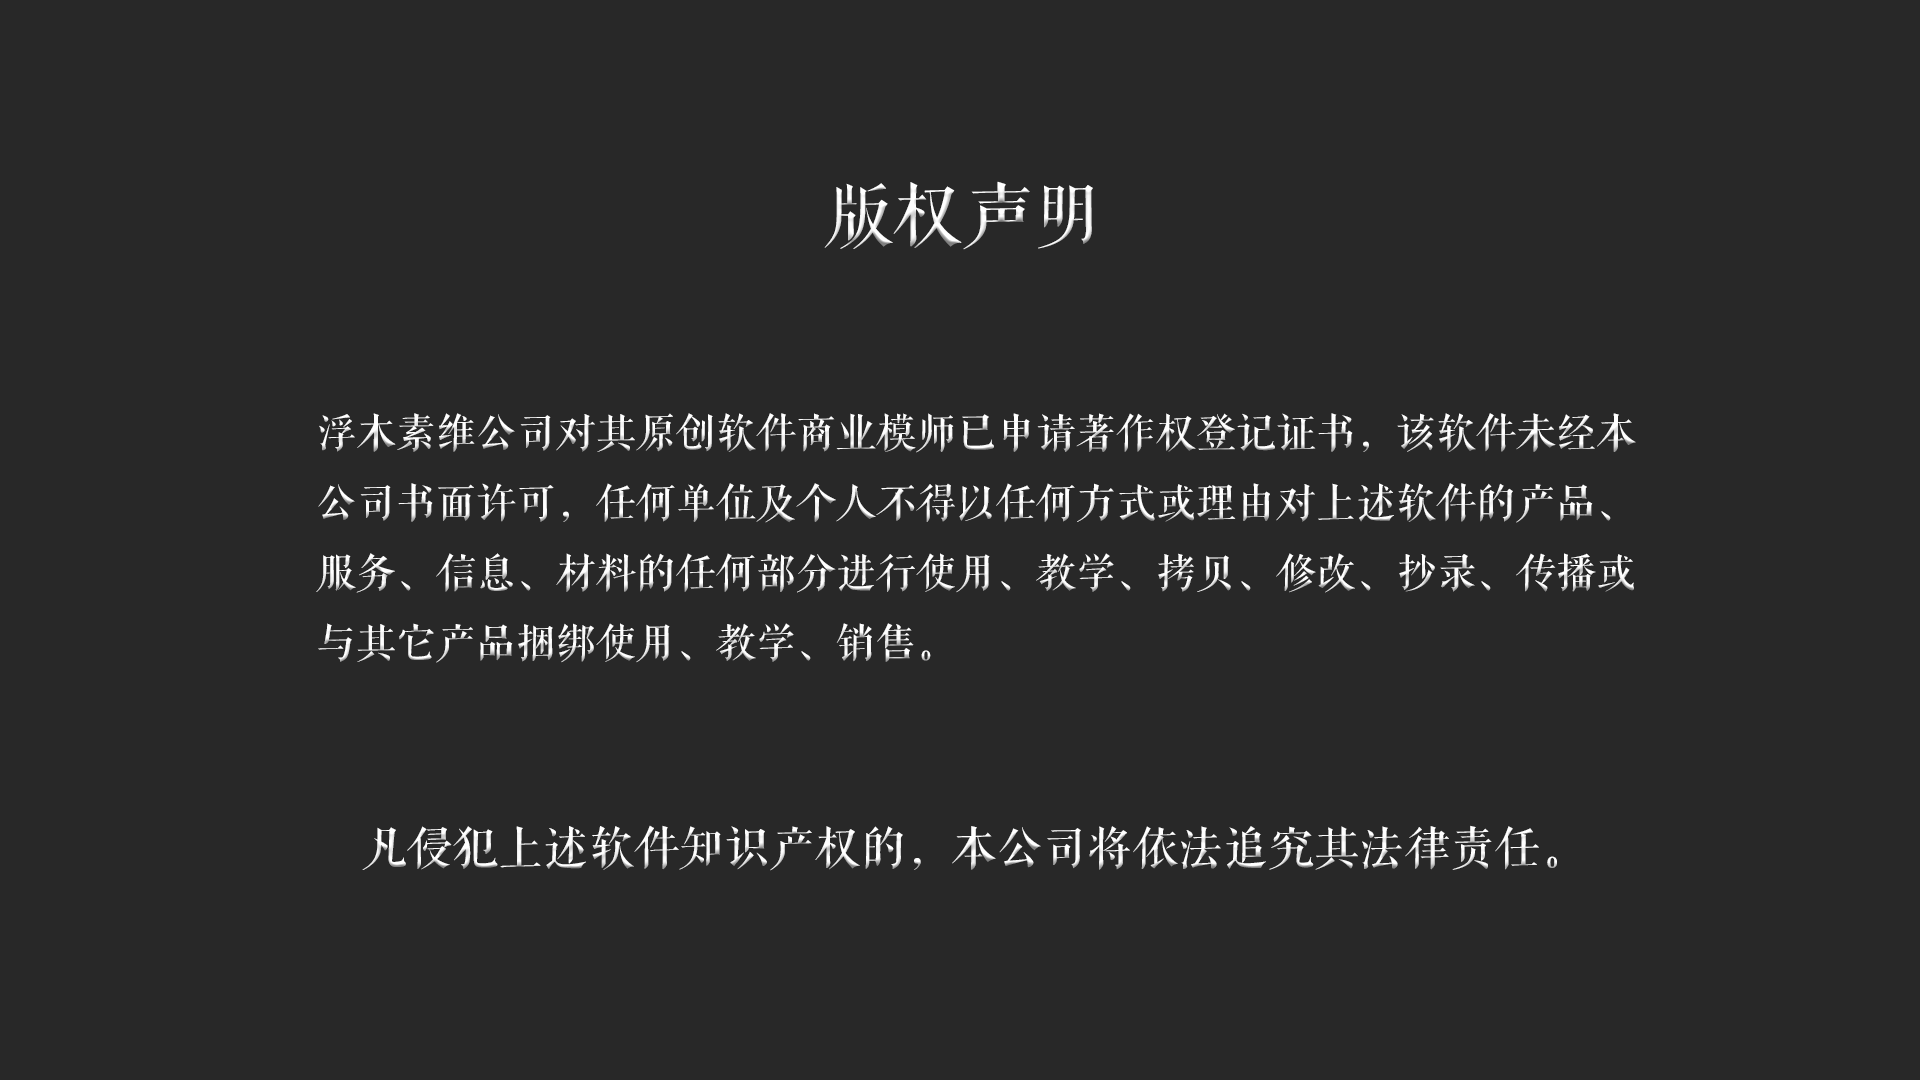 版权声明
浮木素维公司对其原创软件商业模师已申请著作权登记证书，该软件未经本
公司书面许可，任何单位及个人不得以任何方式或理由对上述软件的产品、
服务、信息、材料的任何部分进行使用、教学、拷贝、修改、抄录、传播或
与其它产品捆绑使用、教学、销售。
凡侵犯上述软件知识产权的，本公司将依法追究其法律责任。